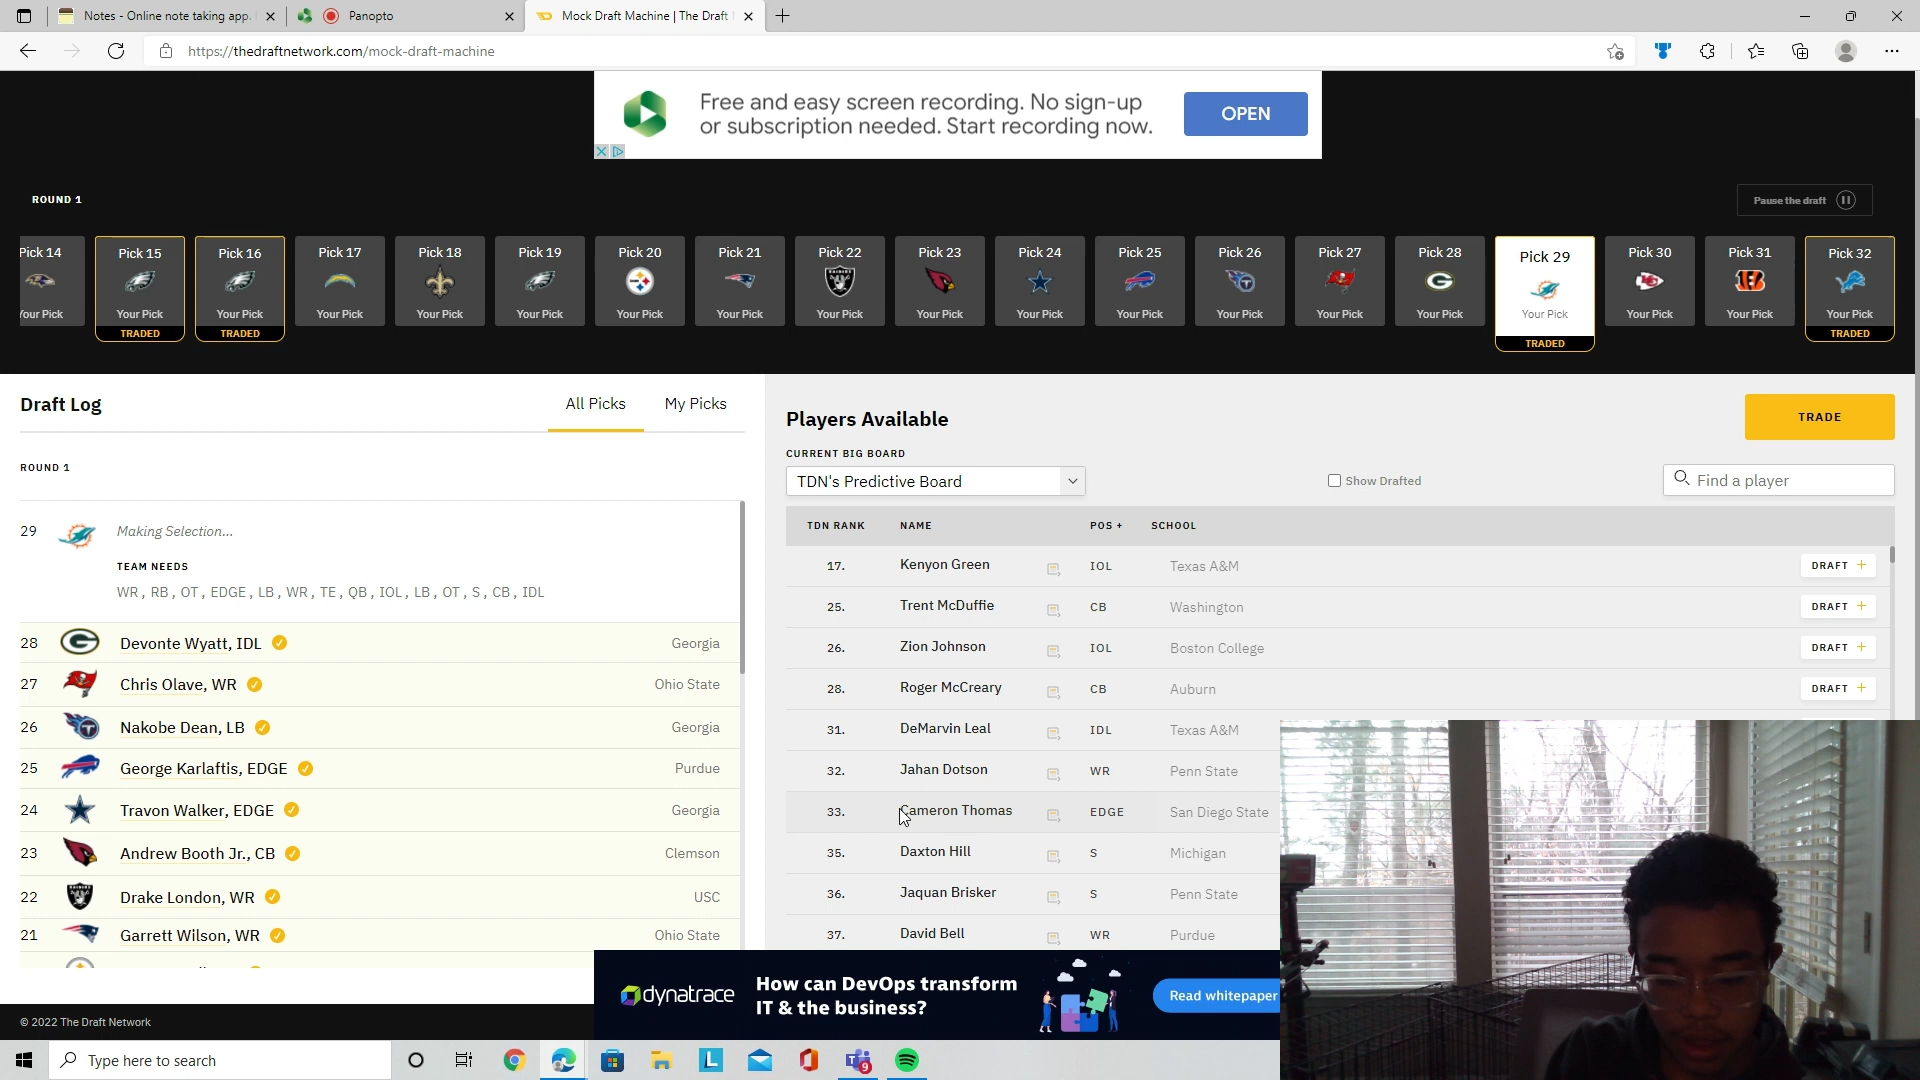 Notes - Online note taking app.
Panopto
Mock Draft Machine | The Draft
https://thedraftnetwork.com/mock-draft-machine
Free and easy screen recording. No sign-up
or subscription needed. Start recording now.
OPEN
ROUND 1
Pause the draft
Pick 14 Pick 15 Pick 16 Pick 17 Pick 18 Pick 19 Pick 20 Pick 21 Pick 22 Pick 23 Pick 24 Pick 25 Pick 26 Pick 27 Pick 28 Pick 29 Pick 30 Pick 31 Pick 32
Your Pick Your Pick Your Pick Your Pick Your Pick Your Pick Your Pick Your Pick Your Pick Your Pick Your Pick Your Pick Your Pick Your Pick Your Pick Your Pick Your Pick Your Pick Your Pick
TRADED TRADED TRADED TRADED
Draft Log
All Picks
My Picks
ROUND 1
29 Making Selection...
TEAM NEEDS
WR , RB , OT , EDGE , LB , WR , TE , QB , IOL , LB , OT , S , CB , IDL
28 Devonte Wyatt, IDL Georgia
27 Chris Olave, WR Ohio State
26 Nakobe Dean, LB Georgia
25 George Karlaftis, EDGE Purdue
24 Travon Walker, EDGE Georgia
23 Andrew Booth Jr., CB Clemson
22 Drake London, WR USC
21 Garrett Wilson, WR Ohio State
Players Available
TRADE
CURRENT BIG BOARD
TDN's Predictive Board
Show Drafted
Find a player
TDN RANK NAME POS + SCHOOL
17. Kenyon Green IOL Texas A&M DRAFT +
25. Trent McDuffie CB Washington DRAFT +
26. Zion Johnson IOL Boston College DRAFT +
28. Roger McCreary CB Auburn DRAFT +
31. DeMarvin Leal IDL Texas A&M
32. Jahan Dotson WR Penn State
33. Cameron Thomas EDGE San Diego State
35. Daxton Hill S Michigan
36. Jaquan Brisker S Penn State
37. David Bell WR Purdue
dynatrace
RAIDERS
How can DevOps transform
IT & the business?
Read whitepaper
© 2022 The Draft Network
Type here to search
9